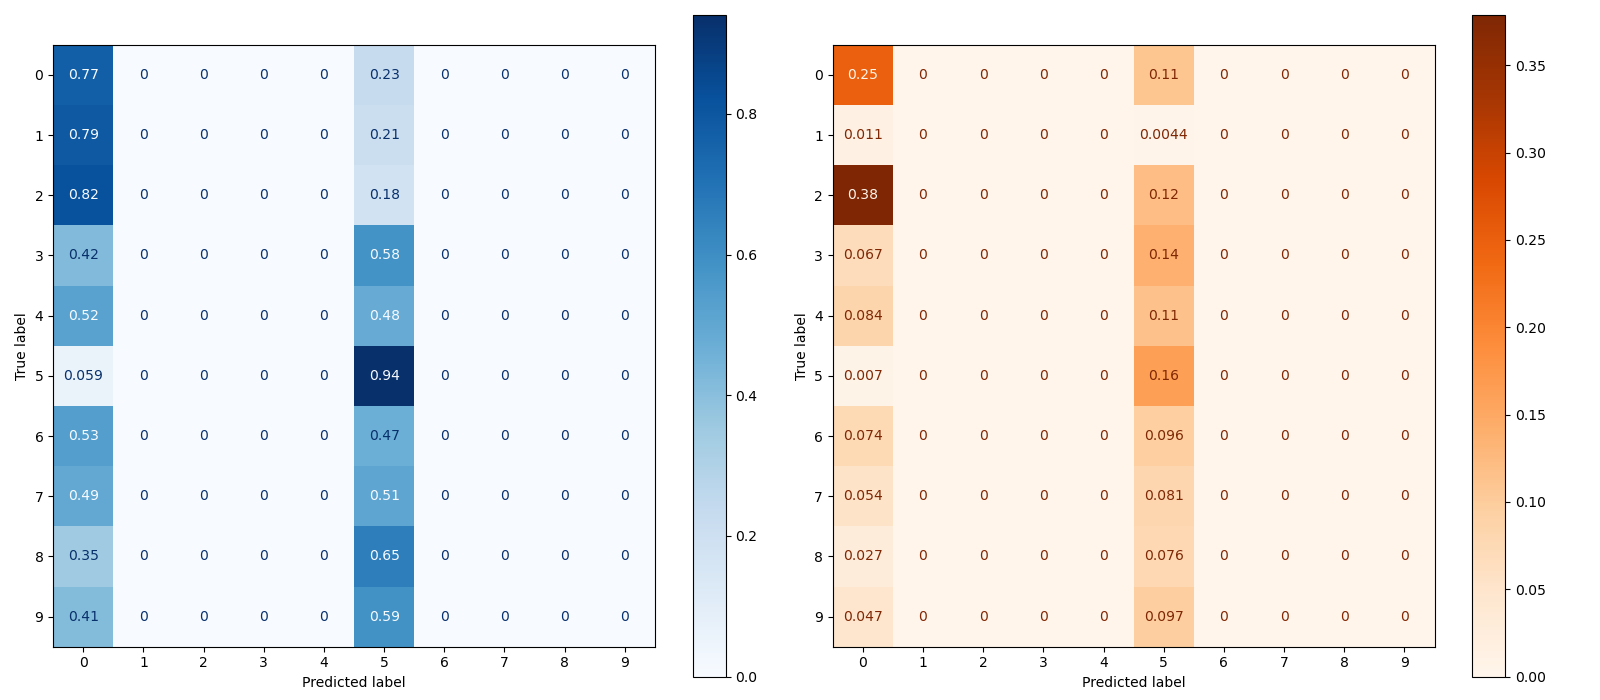 0 0.77 0 0 0 0 0.23 0 0 0 0
1 0.79 0 0 0 0 0.21 0 0 0 0
2 0.82 0 0 0 0 0.18 0 0 0 0
3 0.42 0 0 0 0 0.58 0 0 0 0
4 0.52 0 0 0 0 0.48 0 0 0 0
5 0.059 0 0 0 0 0.94 0 0 0 0
6 0.53 0 0 0 0 0.47 0 0 0 0
7 0.49 0 0 0 0 0.51 0 0 0 0
8 0.35 0 0 0 0 0.65 0 0 0 0
9 0.41 0 0 0 0 0.59 0 0 0 0
0 1 2 3 4 5 6 7 8 9
True label
Predicted label
0.8
0.6
0.4
0.2
0.0
0 0.25 0 0 0 0 0.11 0 0 0 0
1 0.011 0 0 0 0 0.0044 0 0 0 0
2 0.38 0 0 0 0 0.12 0 0 0 0
3 0.067 0 0 0 0 0.14 0 0 0 0
4 0.084 0 0 0 0 0.11 0 0 0 0
5 0.007 0 0 0 0 0.16 0 0 0 0
6 0.074 0 0 0 0 0.096 0 0 0 0
7 0.054 0 0 0 0 0.081 0 0 0 0
8 0.027 0 0 0 0 0.076 0 0 0 0
9 0.047 0 0 0 0 0.097 0 0 0 0
0 1 2 3 4 5 6 7 8 9
True label
Predicted label
0.35
0.30
0.25
0.20
0.15
0.10
0.05
0.00